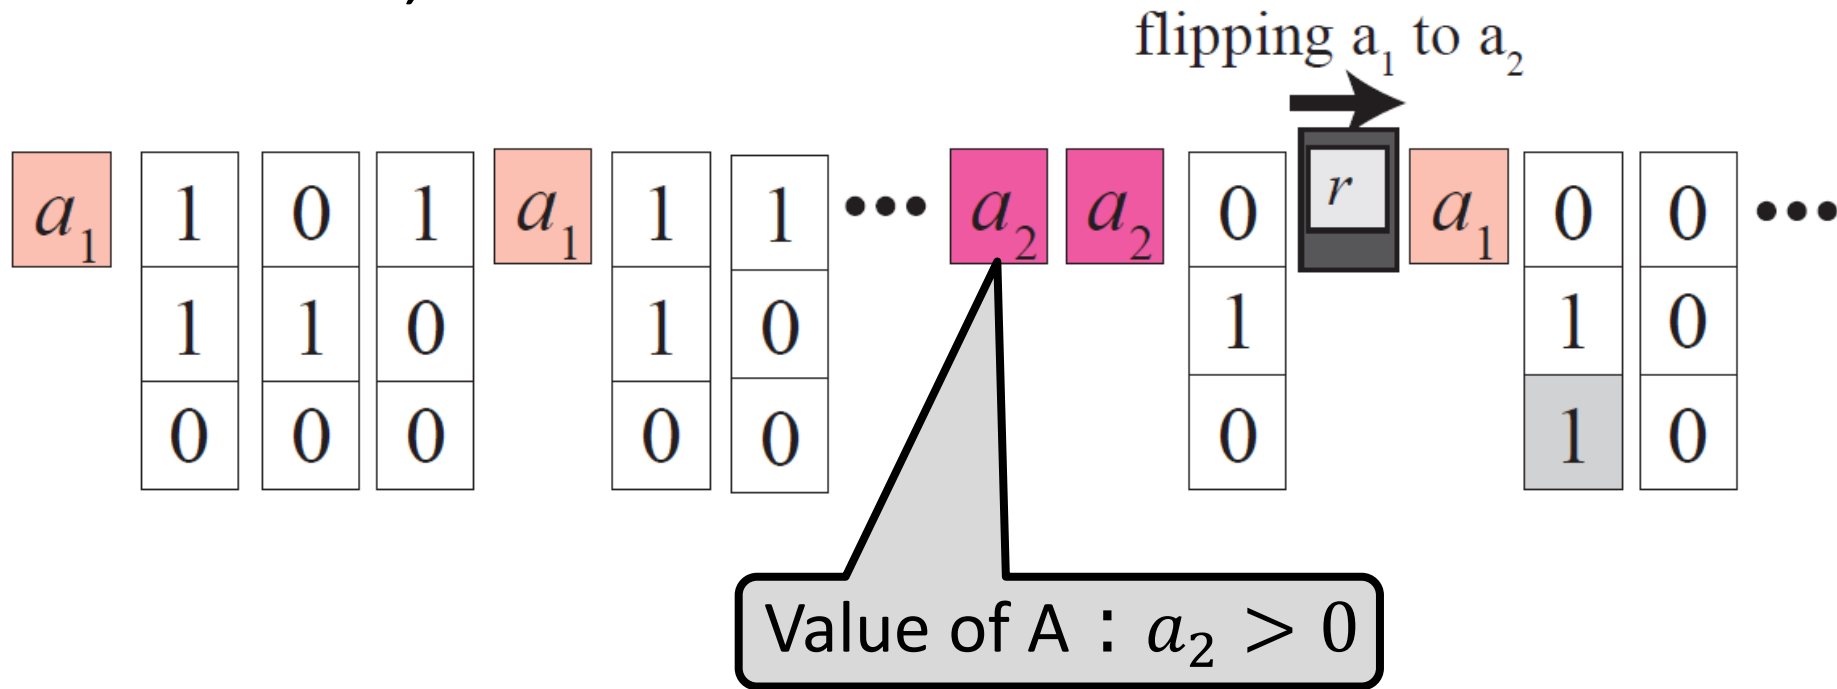 flipping a₁ to a₂
a₁ 1 0 1 a₁ 1 1 ••• a₂ a₂ 0 r a₁ 0 0 •••
1 1 0 1 0 1 1 0
0 0 0 0 0 0 1 0
Value of A : a₂ > 0